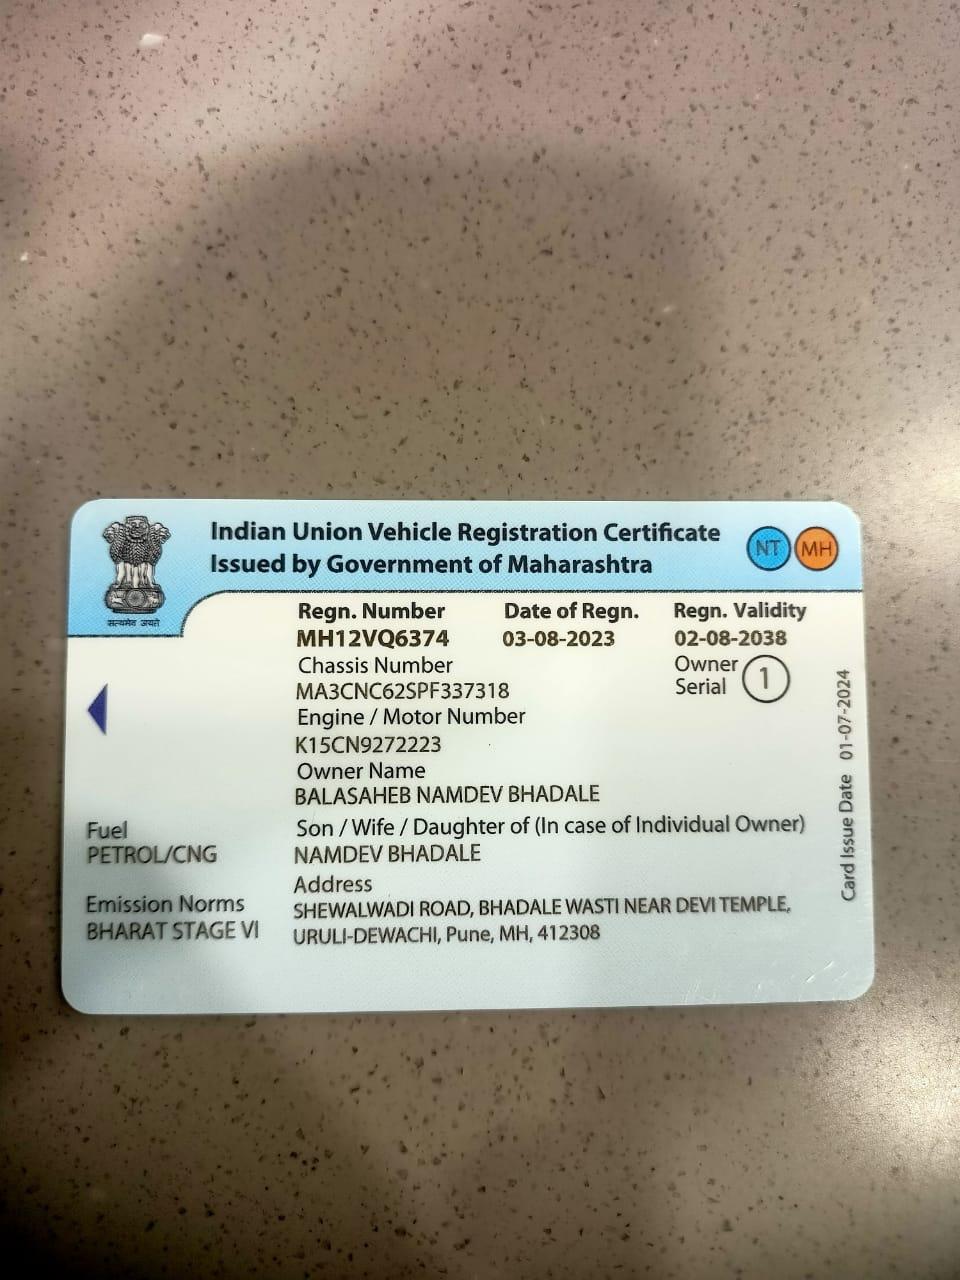 Indian Union Vehicle Registration Certificate
Issued by Government of Maharashtra
NT MH
सत्यमेव जयते
Regn. Number Date of Regn. Regn. Validity
MH12VQ6374 03-08-2023 02-08-2038
Chassis Number
MA3CNC62SPF337318
Owner
Serial 1
Engine / Motor Number
K15CN9272223
Owner Name
BALASAHEB NAMDEV BHADALE
Son / Wife / Daughter of (In case of Individual Owner)
NAMDEV BHADALE
Address
SHEWALWADI ROAD, BHADALE WASTI NEAR DEVI TEMPLE,
URULI-DEWACHI, Pune, MH, 412308
Fuel
PETROL/CNG
Emission Norms
BHARAT STAGE VI
Card Issue Date 01-07-2024